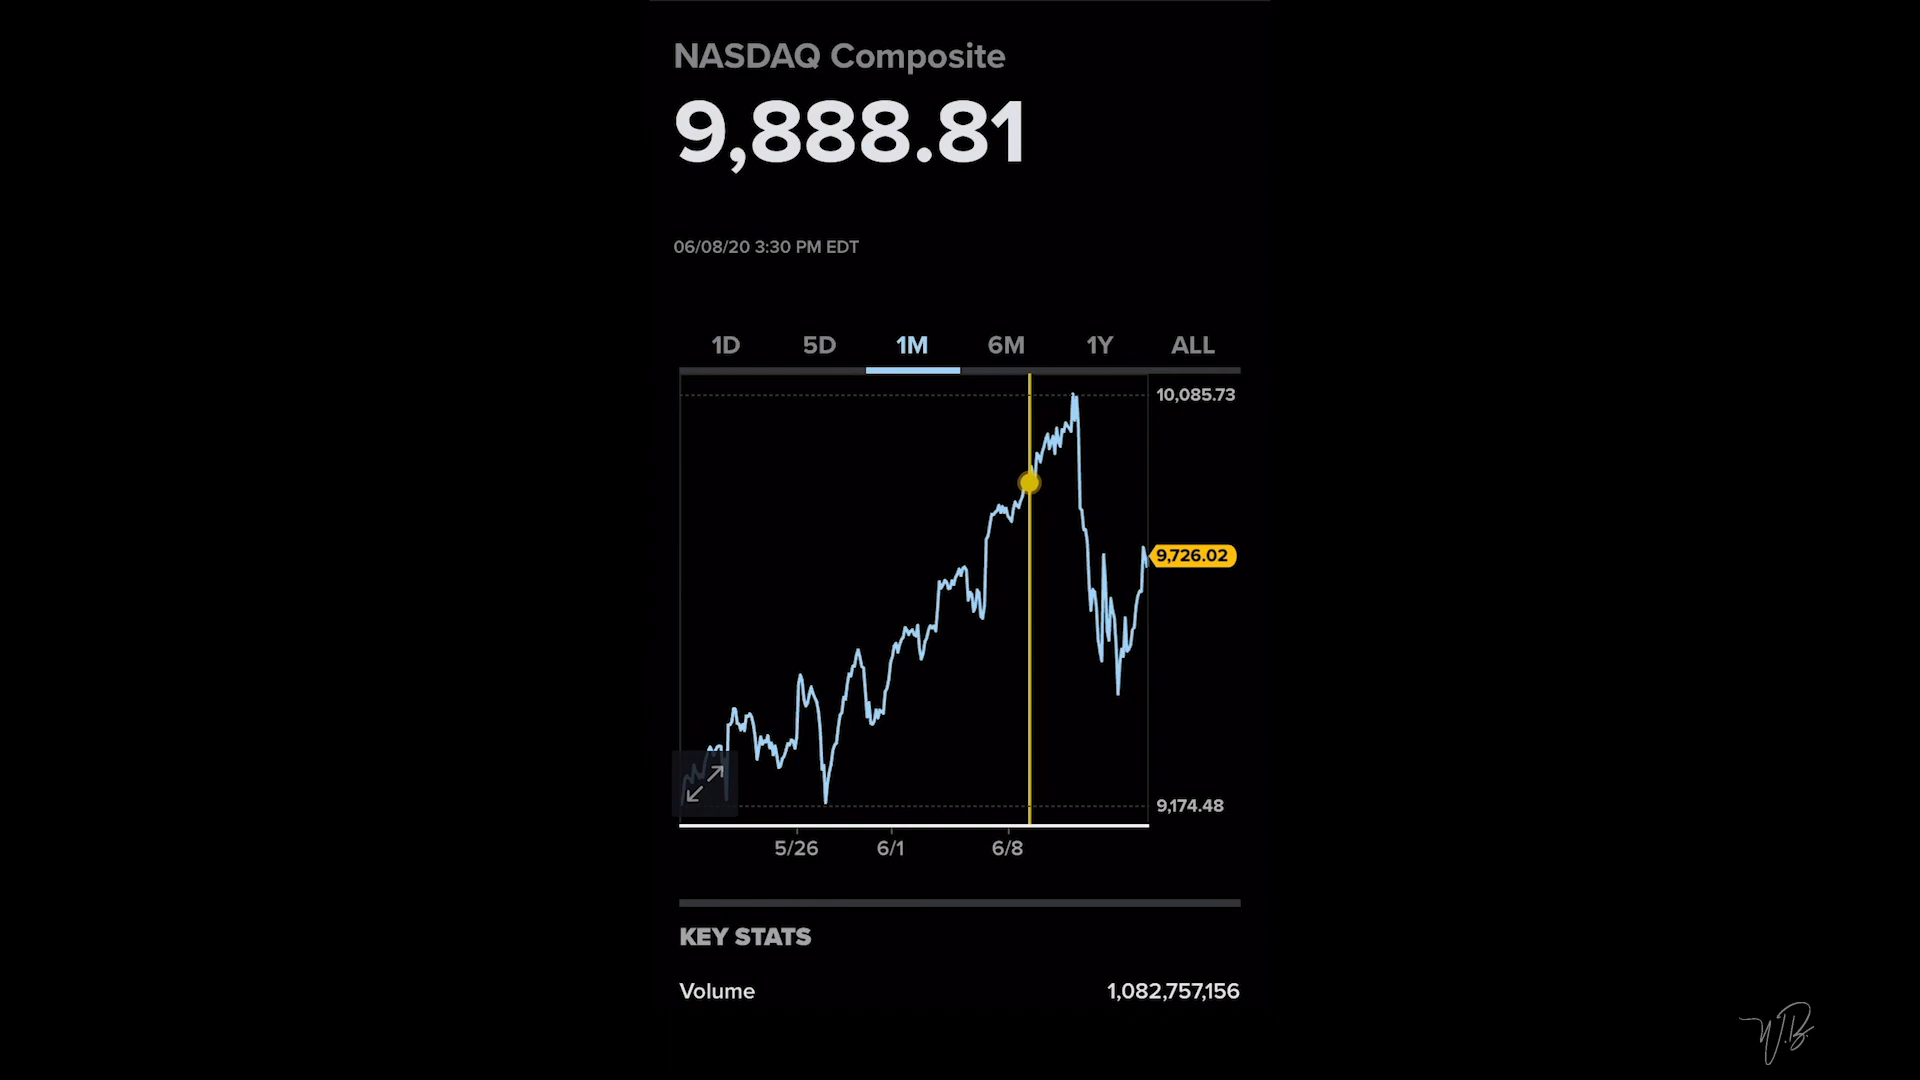 NASDAQ Composite
9,888.81
06/08/20 3:30 PM EDT
1D 5D 1M 6M 1Y ALL
10,085.73
9,726.02
9,174.48
5/26 6/1 6/8
KEY STATS
Volume 1,082,757,156
V.B.